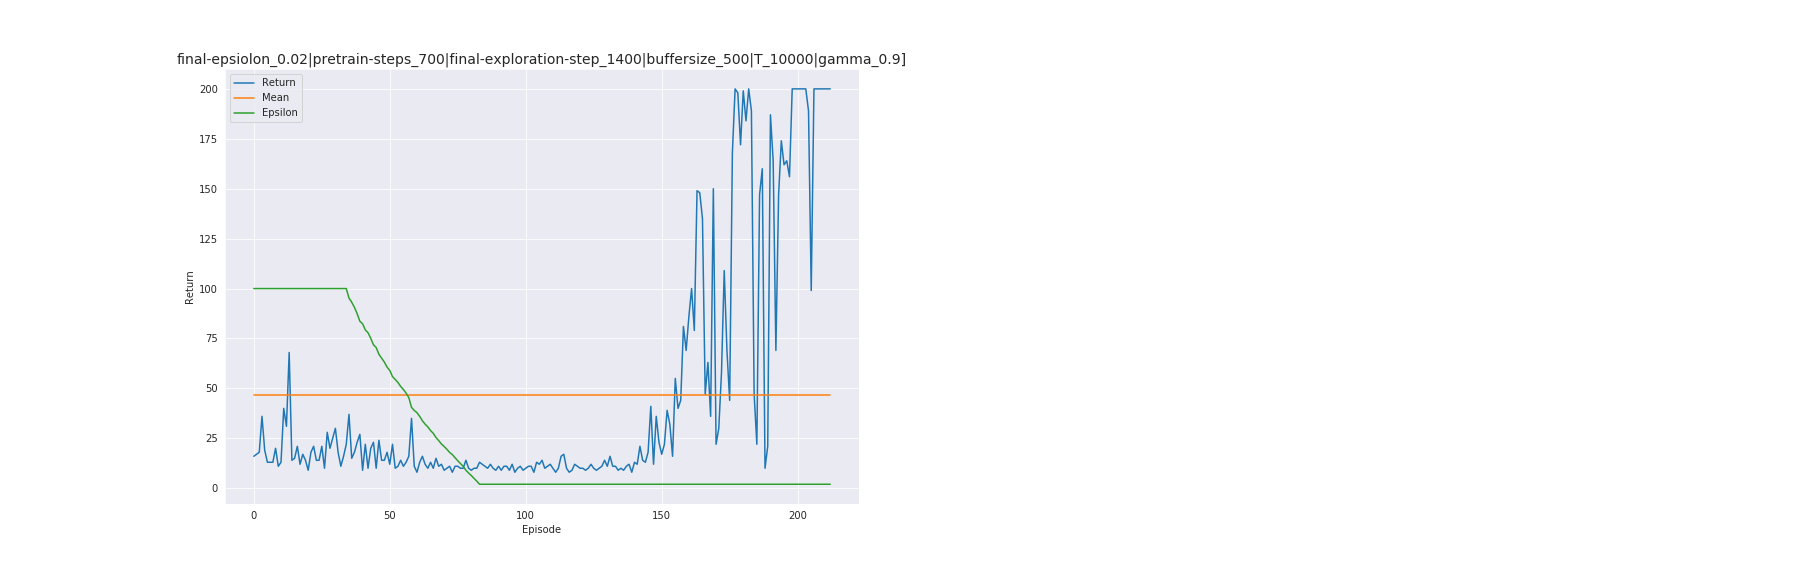 final-epsiolon_0.02|pretrain-steps_700|final-exploration-step_1400|buffersize_500|T_10000|gamma_0.9]
Return
Mean
Epsilon
200
175
150
125
100
75
50
25
0
Return
0 50 100 150 200
Episode